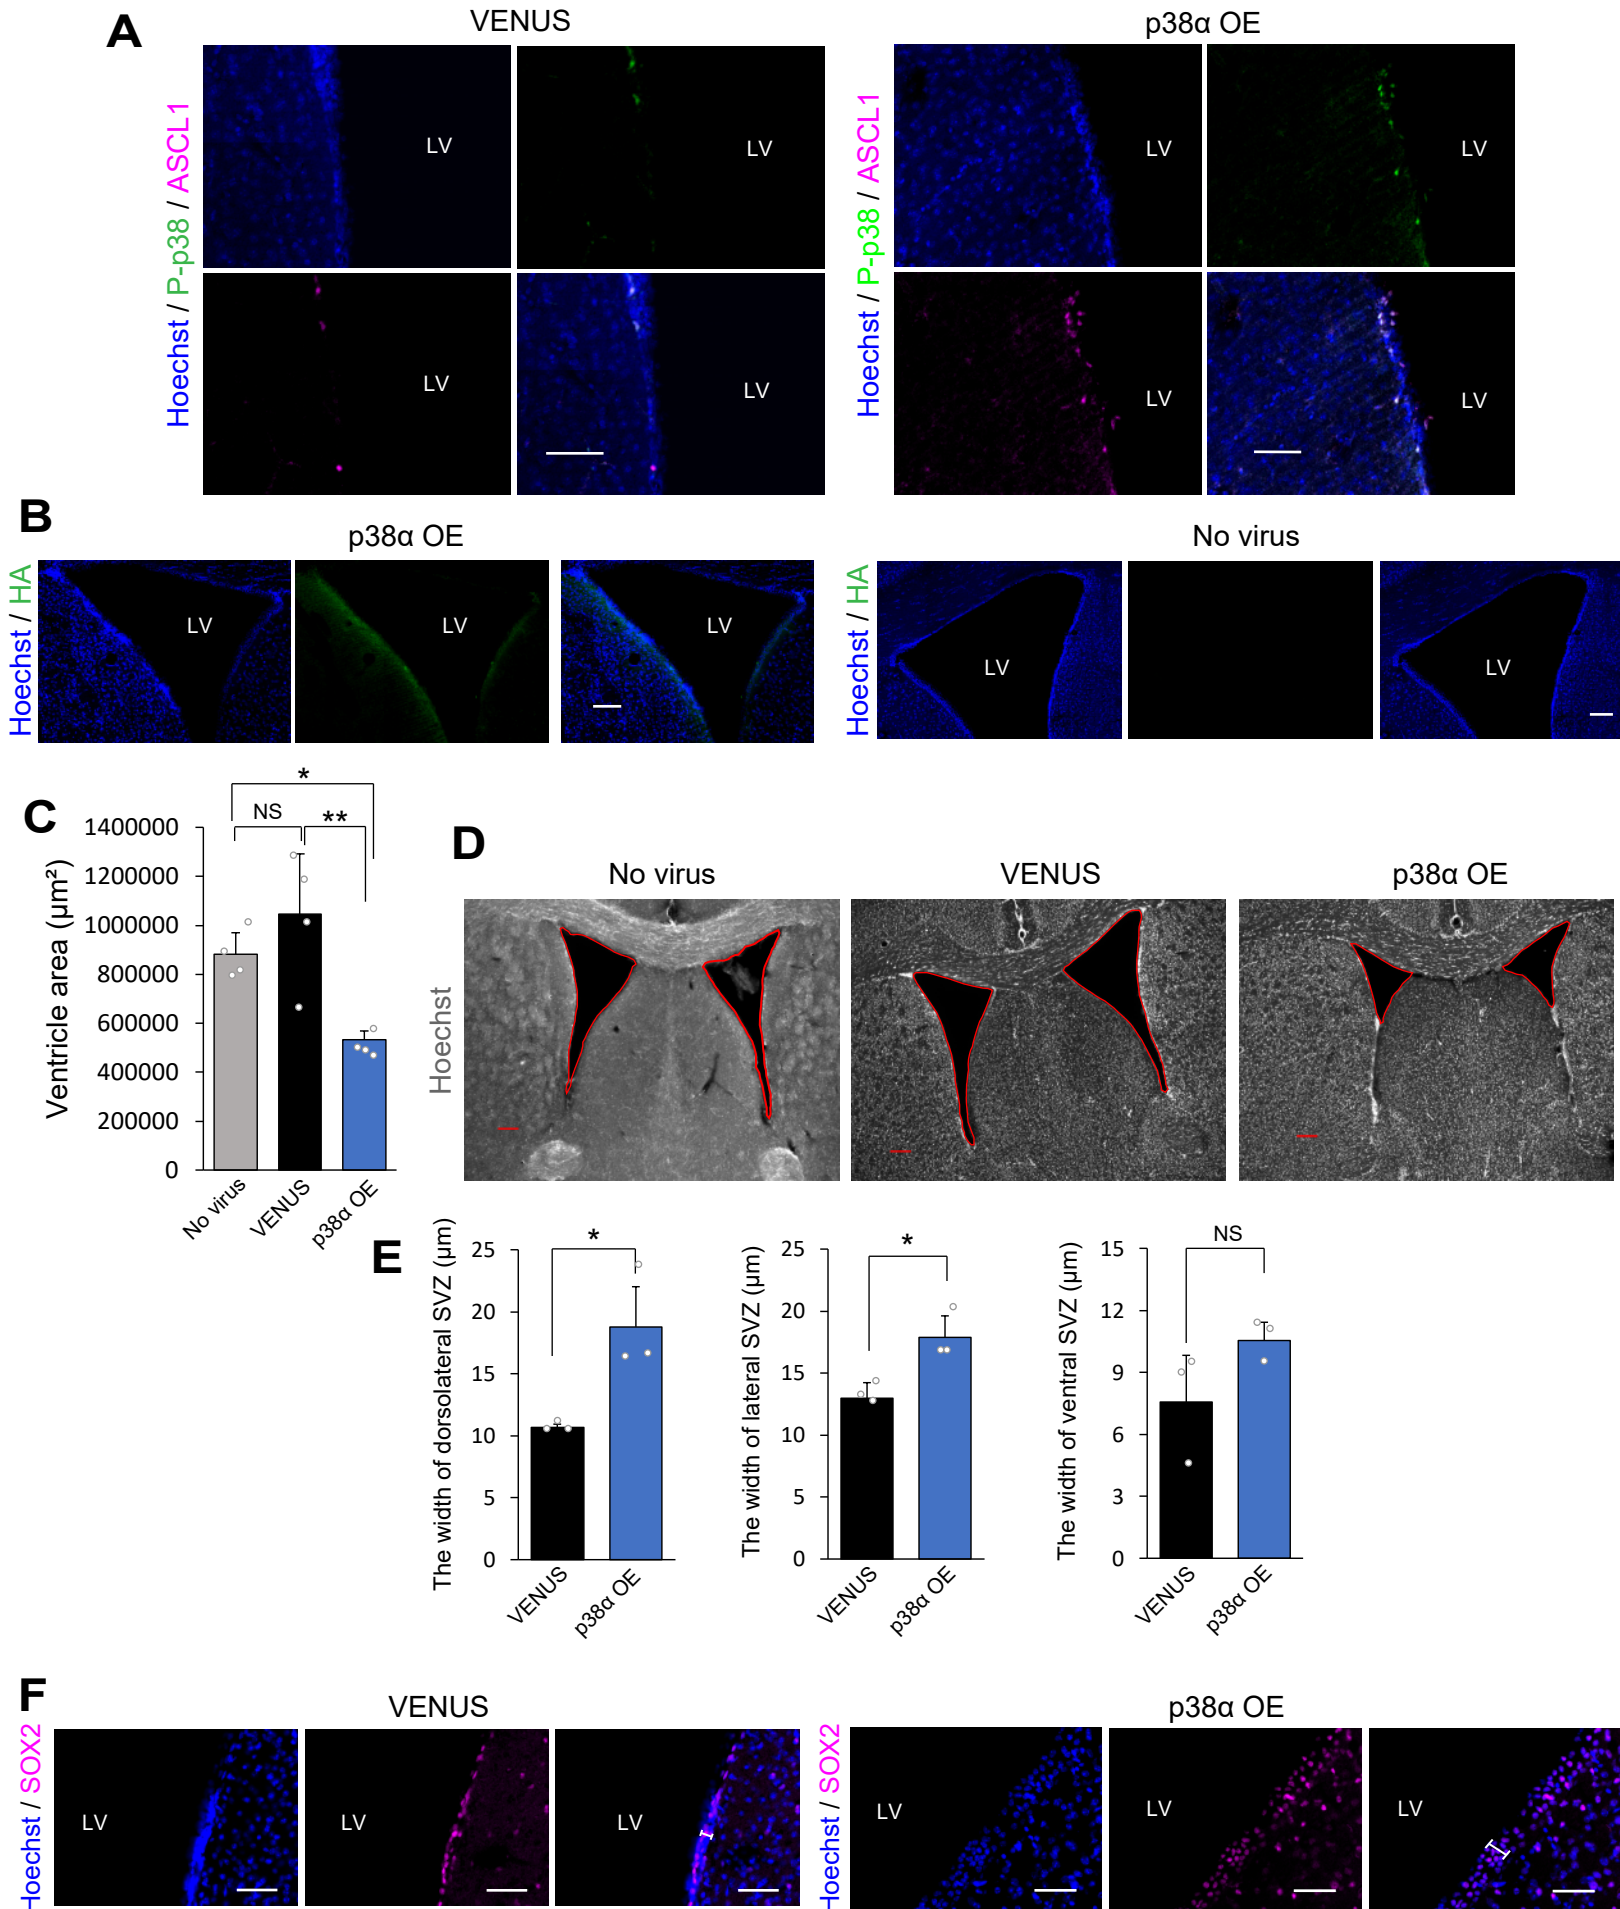 A
VENUS
p38α OE
Hoechst / P-p38 / ASCL1
LV
LV
LV
LV
Hoechst / P-p38 / ASCL1
LV
LV
LV
LV
B
p38α OE
No virus
Hoechst / HA
LV
LV
LV
Hoechst / HA
LV
LV
C
Ventricle area (µm²)
1400000
1200000
1000000
800000
600000
400000
200000
0
*
NS
**
No virus
VENUS
p38α OE
D
No virus
VENUS
p38α OE
Hoechst
E
The width of dorsolateral SVZ (µm)
25
20
15
10
5
0
*
VENUS
p38α OE
The width of lateral SVZ (µm)
25
20
15
10
5
0
*
VENUS
p38α OE
The width of ventral SVZ (µm)
15
12
9
6
3
0
NS
VENUS
p38α OE
F
VENUS
p38α OE
Hoechst / SOX2
LV
LV
LV
Hoechst / SOX2
LV
LV
LV